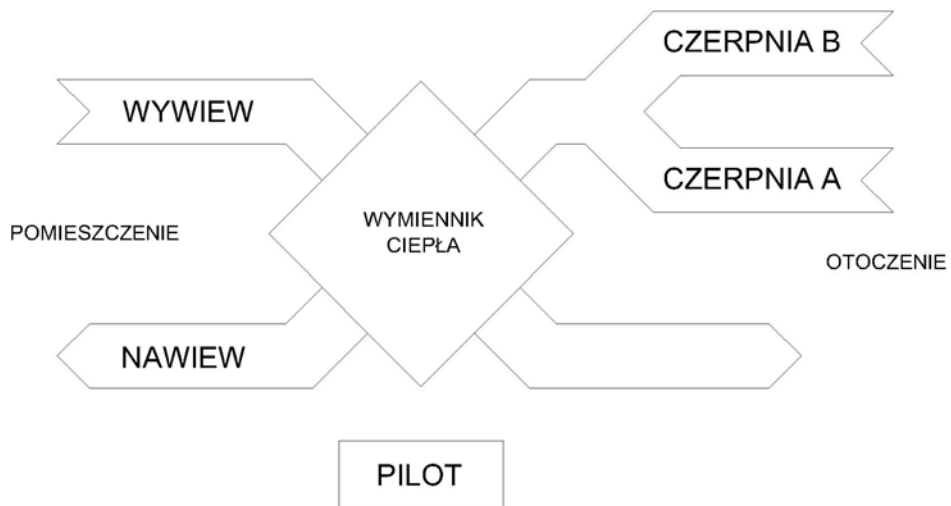 CZERPNIA B
WYWIEW
CZERPNIA A
WYMIENNIK
CIEPŁA
POMIESZCZENIE
OTOCZENIE
NAWIEW
PILOT